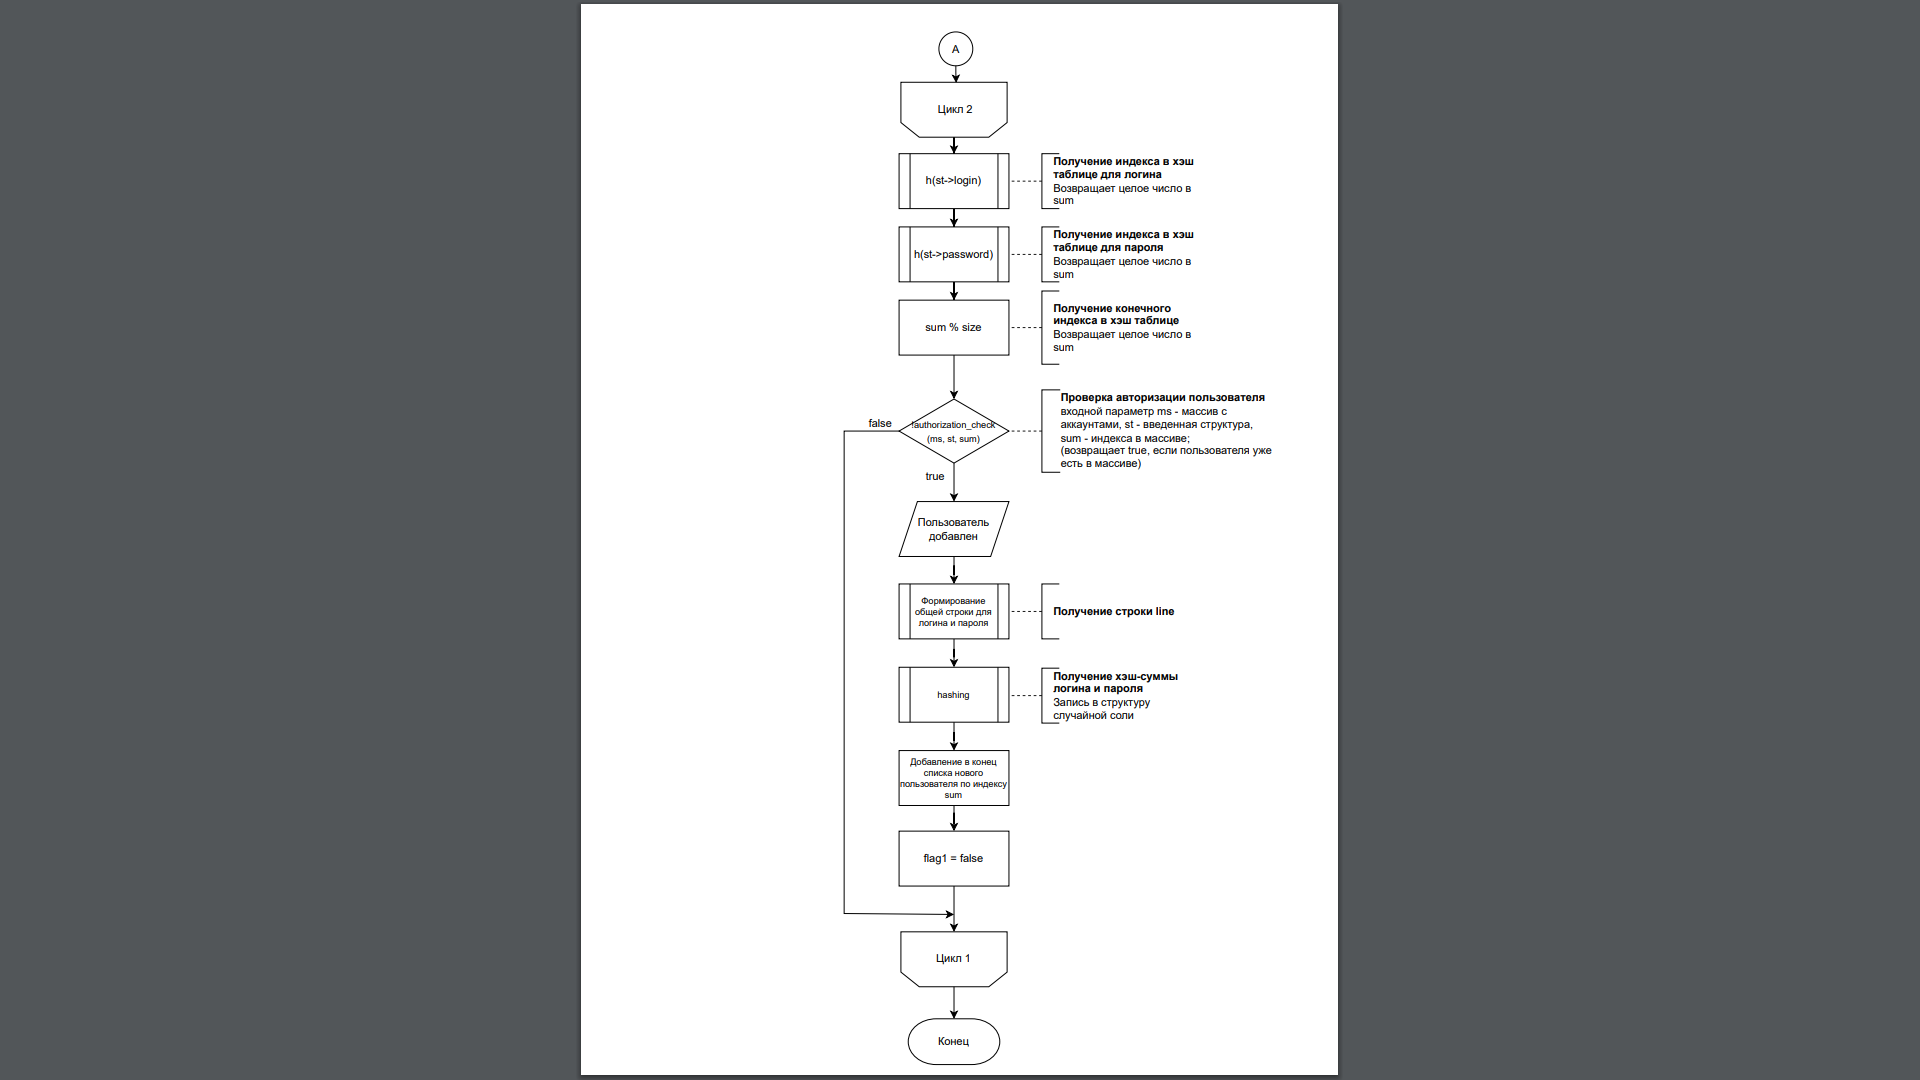 A
Цикл 2
h(st->login)
Получение индекса в хэш
таблице для логина
Возвращает целое число в
sum
h(st->password)
Получение индекса в хэш
таблице для пароля
Возвращает целое число в
sum
sum % size
Получение конечного
индекса в хэш таблице
Возвращает целое число в
sum
false
!authorization_check
(ms, st, sum)
Проверка авторизации пользователя
входной параметр ms - массив с
аккаунтами, st - введенная структура,
sum - индекса в массиве;
(возвращает true, если пользователя уже
есть в массиве)
true
Пользователь
добавлен
Формирование
общей строки для
логина и пароля
Получение строки line
hashing
Получение хэш-суммы
логина и пароля
Запись в структуру
случайной соли
Добавление в конец
списка нового
пользователя по индексу
sum
flag1 = false
Цикл 1
Конец